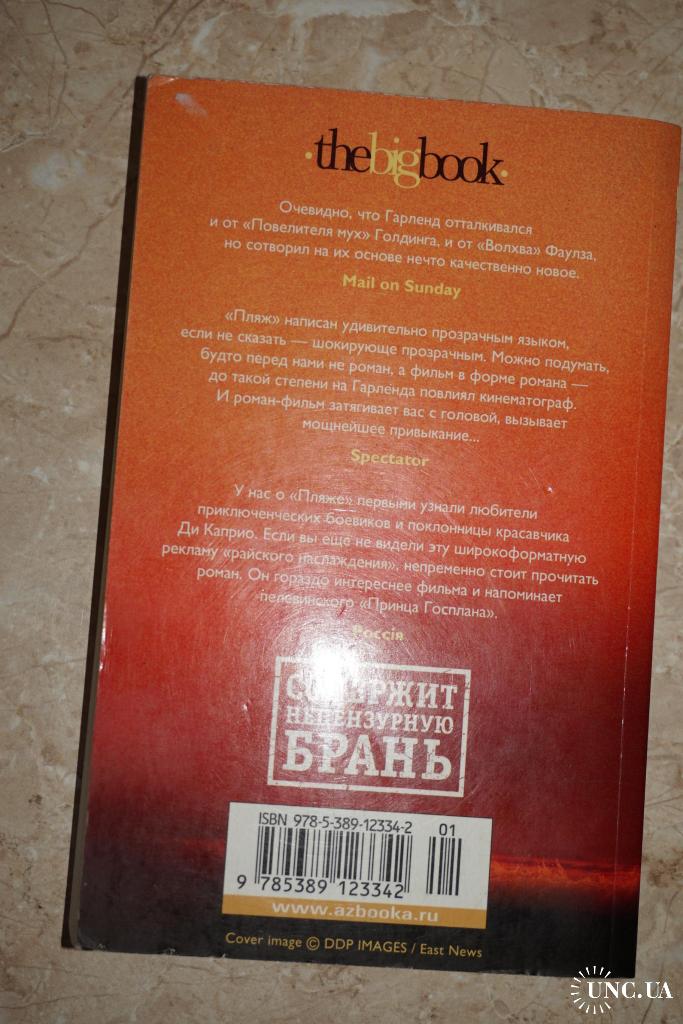 ·thebigbook·
Очевидно, что Гарленд отталкивался
и от «Повелителя мух» Голдинга, и от «Волхва» Фаулза,
но сотворил на их основе нечто качественно новое.
Mail on Sunday
«Пляж» написан удивительно прозрачным языком,
если не сказать — шокирующе прозрачным. Можно подумать,
будто перед нами не роман, а фильм в форме романа —
до такой степени на Гарленда повлиял кинематограф.
И роман-фильм затягивает вас с головой, вызывает
мощнейшее привыкание...
Spectator
У нас о «Пляже» первыми узнали любители
приключенческих боевиков и поклонницы красавчика
Ди Каприо. Если вы еще не видели эту широкоформатную
рекламу «райского наслаждения», непременно стоит прочитать
роман. Он гораздо интереснее фильма и напоминает
пелевинского «Принца Госплана».
Россiя
СОДЕРЖИТ
НЕЦЕНЗУРНУЮ
БРАНЬ
ISBN 978-5-389-12334-2 01
9 785389 123342
www.azbooka.ru
Cover image © DDP IMAGES / East News
UNC.UA